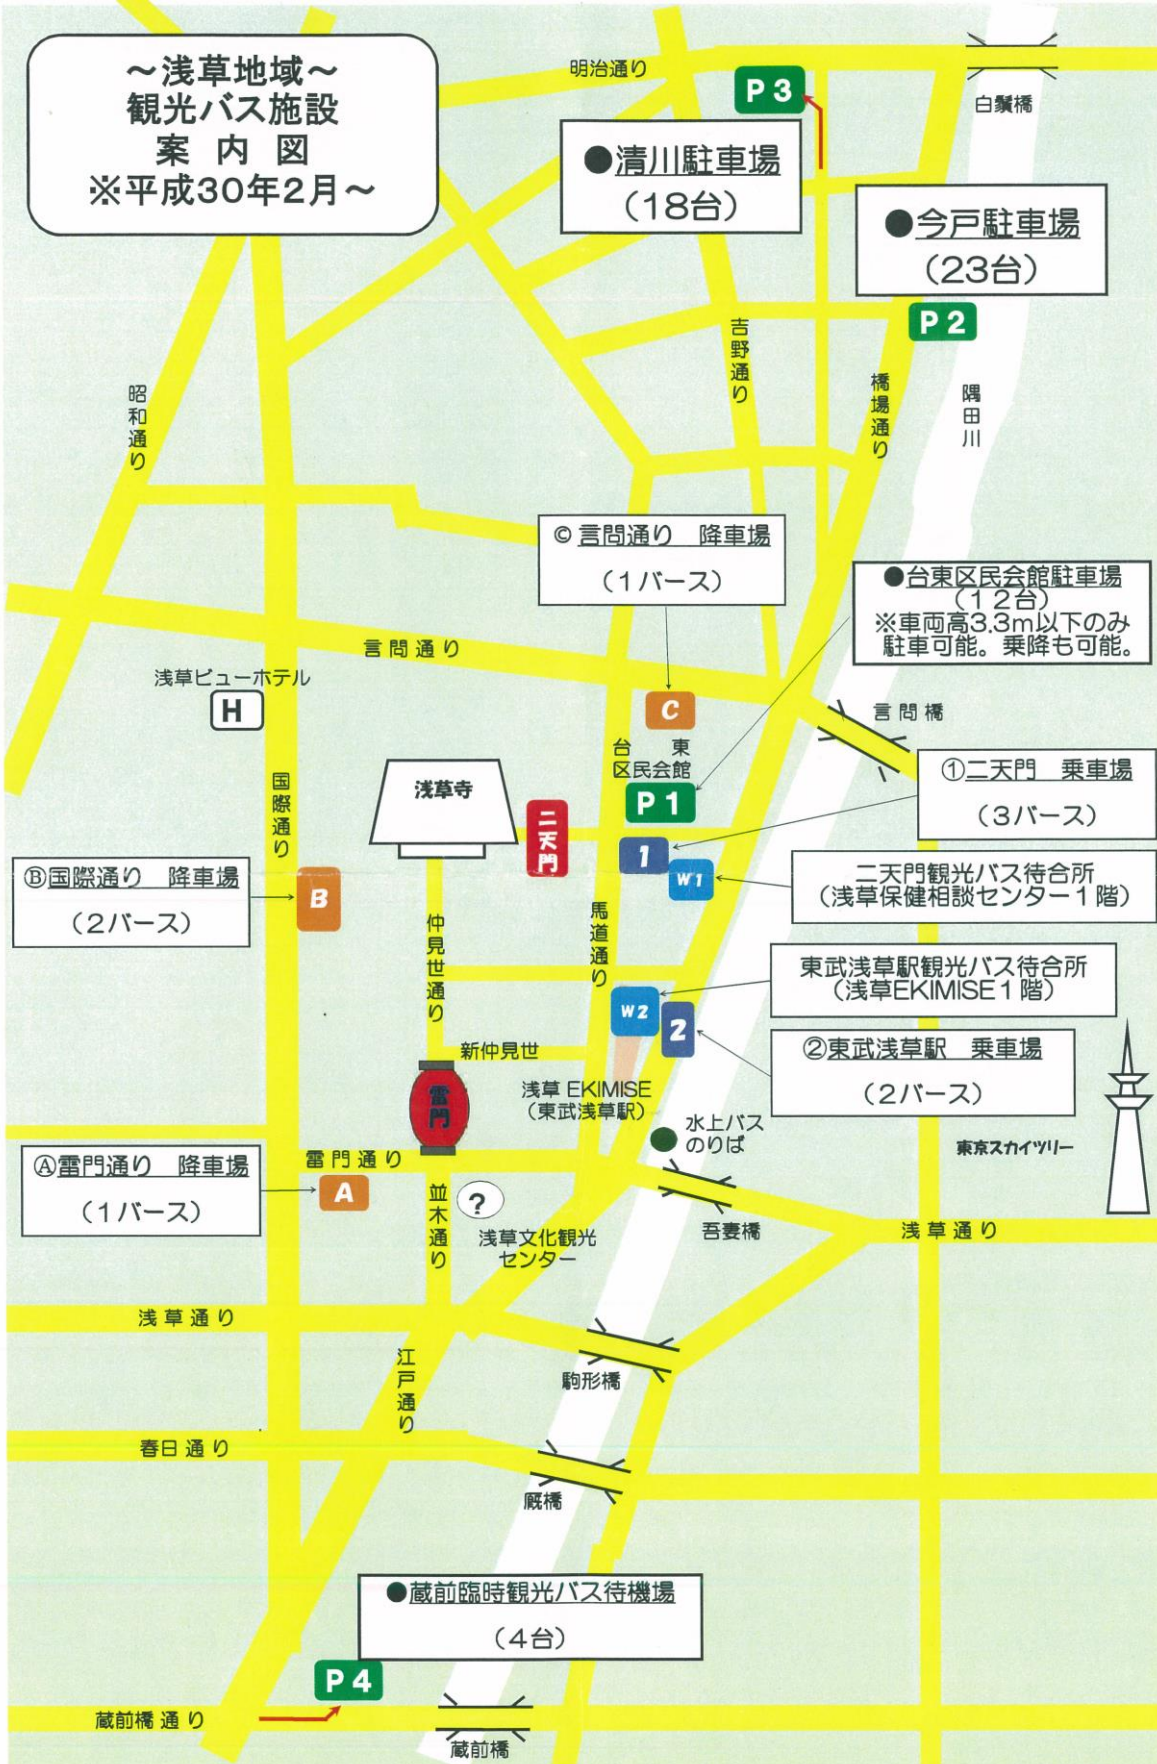 ～浅草地域～
観光バス施設
案 内 図
※平成30年2月～
明治通り
P 3
白鬚橋
●清川駐車場
（18台）
●今戸駐車場
（23台）
P 2
吉野通り
橋場通り
隅田川
昭和通り
© 言問通り 降車場
（1バース）
●台東区民会館駐車場
（12台）
※車両高3.3m以下のみ
駐車可能。乗降も可能。
言問通り
浅草ビューホテル
H
C
言問橋
台 東
区民会館
P 1
①二天門 乗車場
（3バース）
国際通り
浅草寺
二天門
1
W1
二天門観光バス待合所
（浅草保健相談センター1階）
Ⓑ国際通り 降車場
（2バース）
B
仲見世通り
馬道通り
東武浅草駅観光バス待合所
（浅草EKIMISE1階）
W2
2
②東武浅草駅 乗車場
（2バース）
新仲見世
浅草 EKIMISE
（東武浅草駅）
雷門
水上バス
のりば
東京スカイツリー
Ⓐ雷門通り 降車場
（1バース）
雷門通り
A
並木通り
?
浅草文化観光
センター
吾妻橋
浅草通り
浅草通り
江戸通り
駒形橋
春日通り
厩橋
●蔵前臨時観光バス待機場
（4台）
P 4
蔵前橋通り
蔵前橋